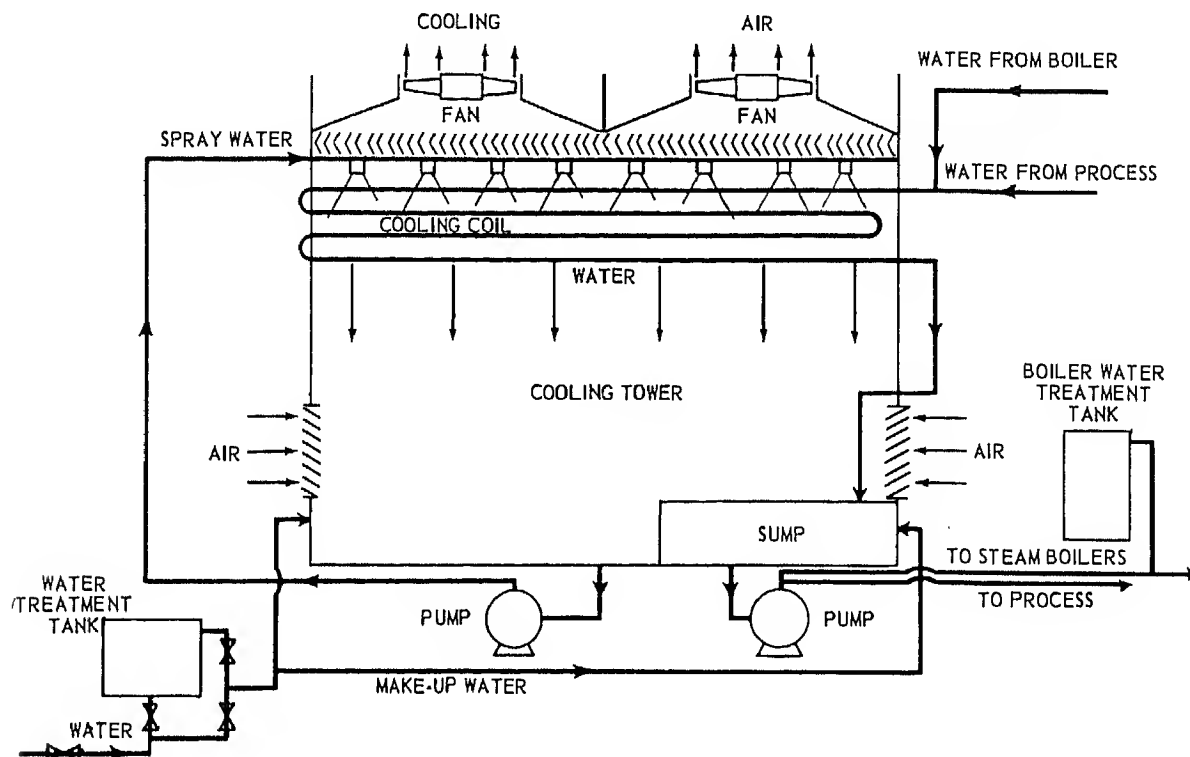 COOLING
AIR
WATER FROM BOILER
FAN
FAN
SPRAY WATER
WATER FROM PROCESS
COOLING COIL
WATER
COOLING TOWER
BOILER WATER
TREATMENT
TANK
AIR
AIR
SUMP
TO STEAM BOILERS
WATER
TREATMENT
TANK
PUMP
PUMP
TO PROCESS
MAKE-UP WATER
WATER